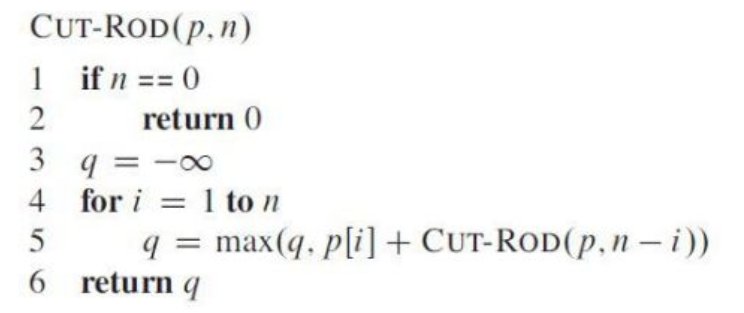 CUT-ROD(p, n)
1 if n == 0
2 return 0
3 q = −∞
4 for i = 1 to n
5 q = max(q, p[i] + CUT-ROD(p, n − i))
6 return q